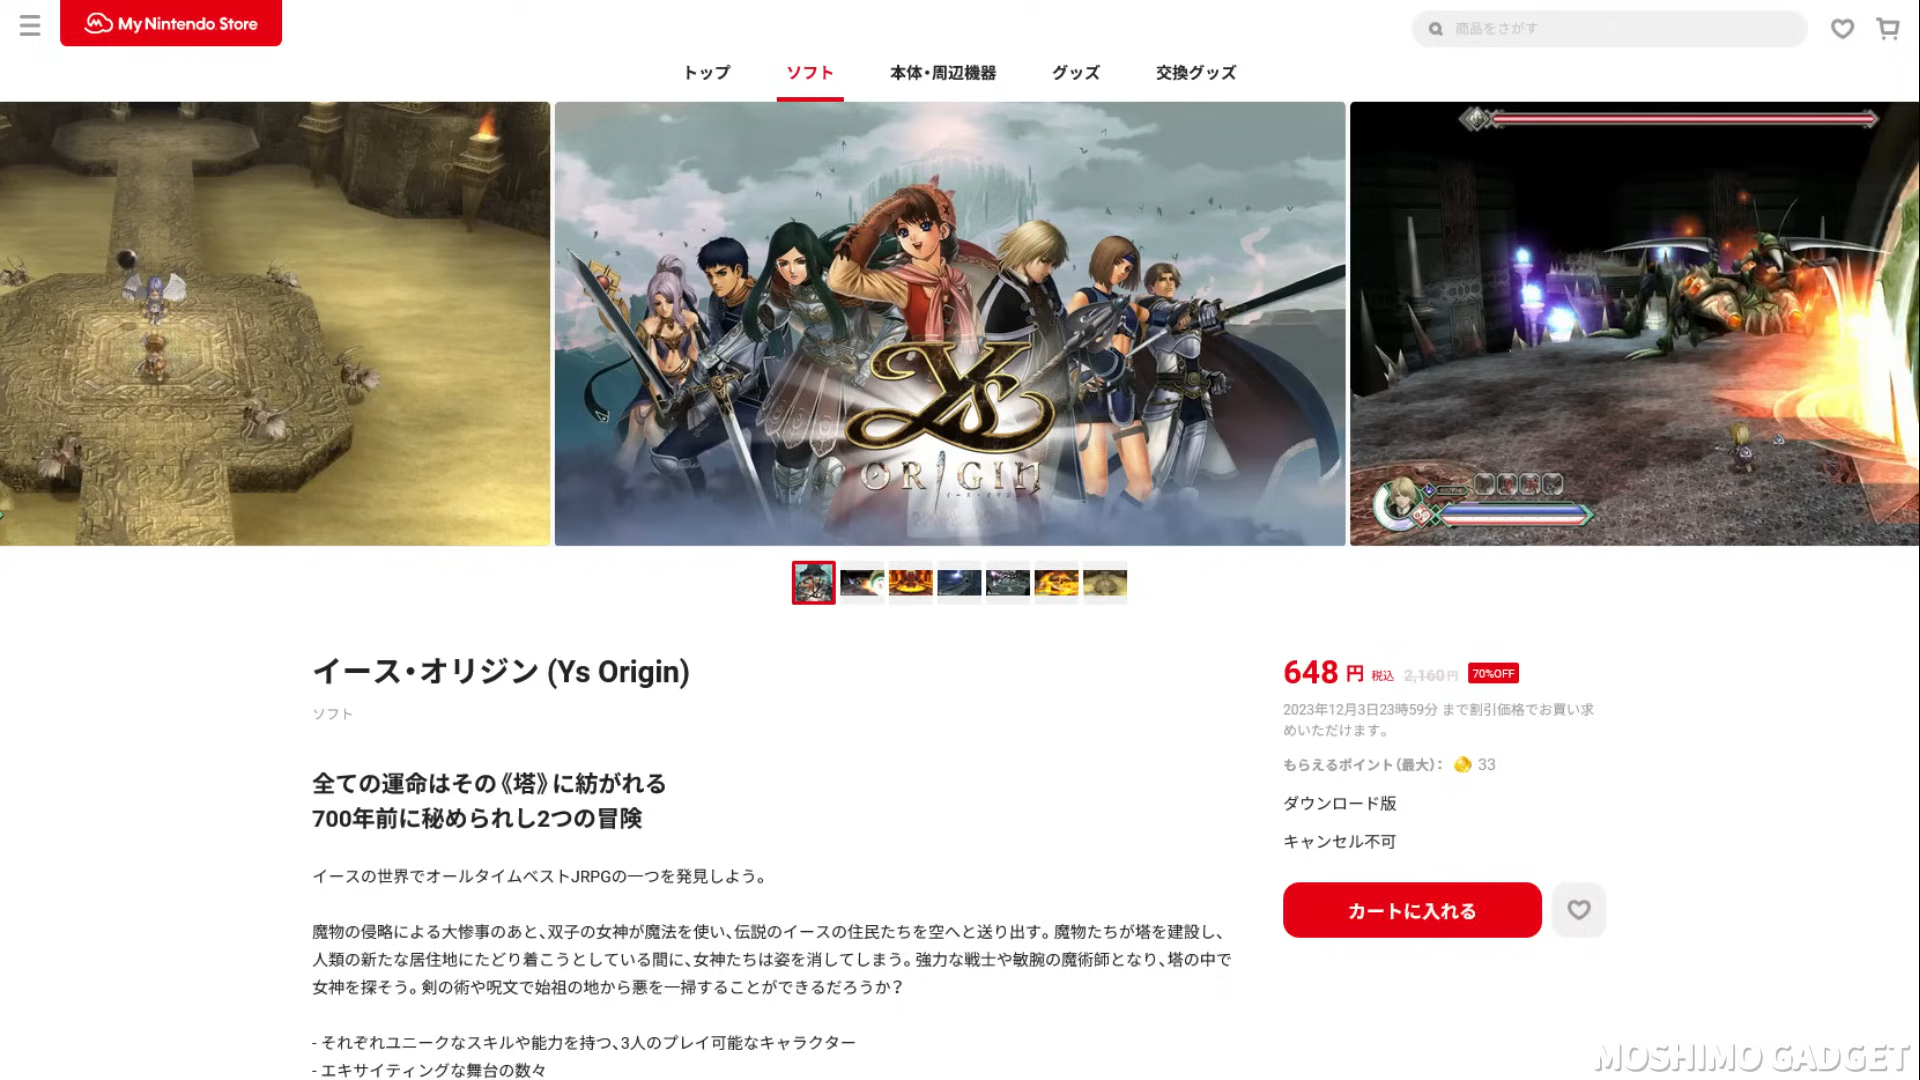 My Nintendo Store
商品をさがす
トップ
ソフト
本体・周辺機器
グッズ
交換グッズ
Ys
ORIGIN
イース・オリジン
イース・オリジン (Ys Origin)
ソフト
全ての運命はその《塔》に紡がれる
700年前に秘められし2つの冒険
イースの世界でオールタイムベストJRPGの一つを発見しよう。
魔物の侵略による大惨事のあと、双子の女神が魔法を使い、伝説のイースの住民たちを空へと送り出す。魔物たちが塔を建設し、
人類の新たな居住地にたどり着こうとしている間に、女神たちは姿を消してしまう。強力な戦士や敏腕の魔術師となり、塔の中で
女神を探そう。剣の術や呪文で始祖の地から悪を一掃することができるだろうか？
- それぞれユニークなスキルや能力を持つ、3人のプレイ可能なキャラクター
- エキサイティングな舞台の数々
648 円 税込 2,160円 70%OFF
2023年12月3日23時59分 まで割引価格でお買い求
めいただけます。
もらえるポイント（最大）： 33
ダウンロード版
キャンセル不可
カートに入れる
MOSHIMO GADGET